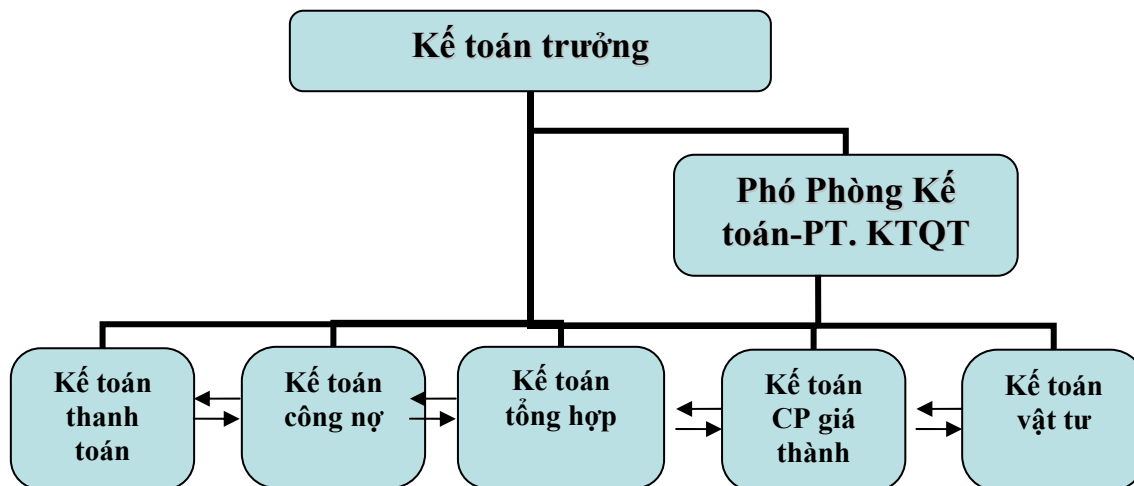 Kế toán trưởng
Phó Phòng Kế
toán-PT. KTQT
Kế toán
thanh
toán
Kế toán
công nợ
Kế toán
tổng hợp
Kế toán
CP giá
thành
Kế toán
vật tư